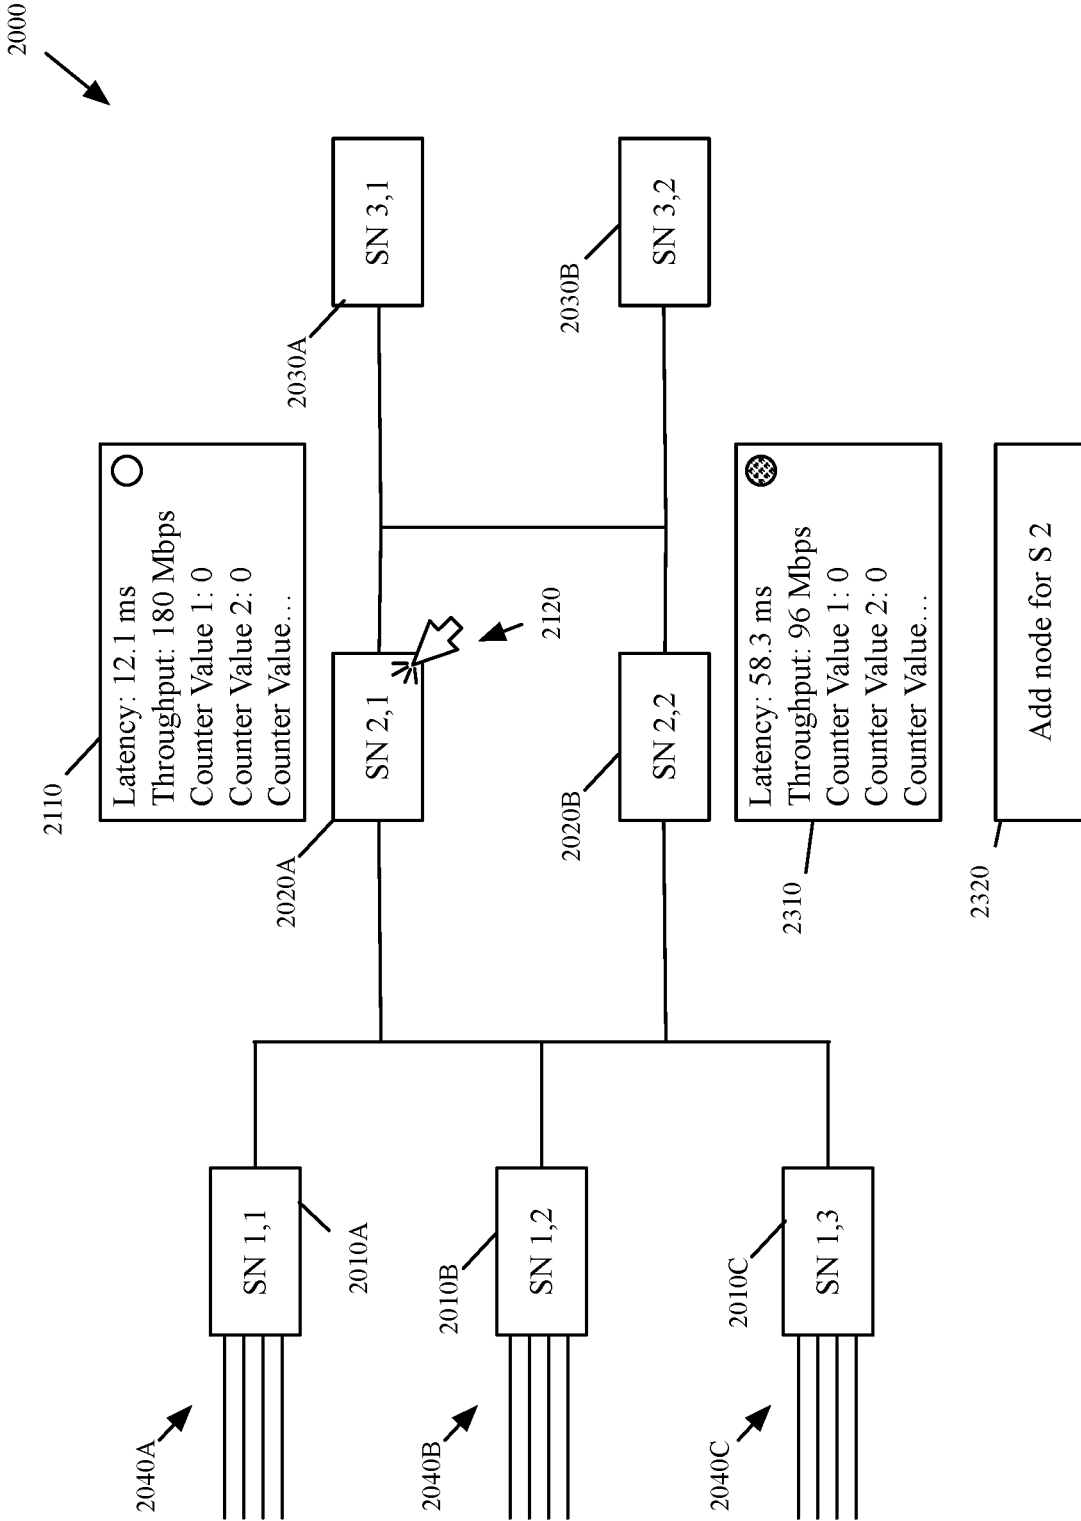 2000
2110
Latency: 12.1 ms
Throughput: 180 Mbps
Counter Value 1: 0
Counter Value 2: 0
Counter Value...
2040A
SN 1,1
2010A
2020A
SN 2,1
2120
2030A
SN 3,1
2040B
2010B
SN 1,2
2020B
SN 2,2
2030B
SN 3,2
2040C
2010C
SN 1,3
2310
Latency: 58.3 ms
Throughput: 96 Mbps
Counter Value 1: 0
Counter Value 2: 0
Counter Value...
2320
Add node for S 2